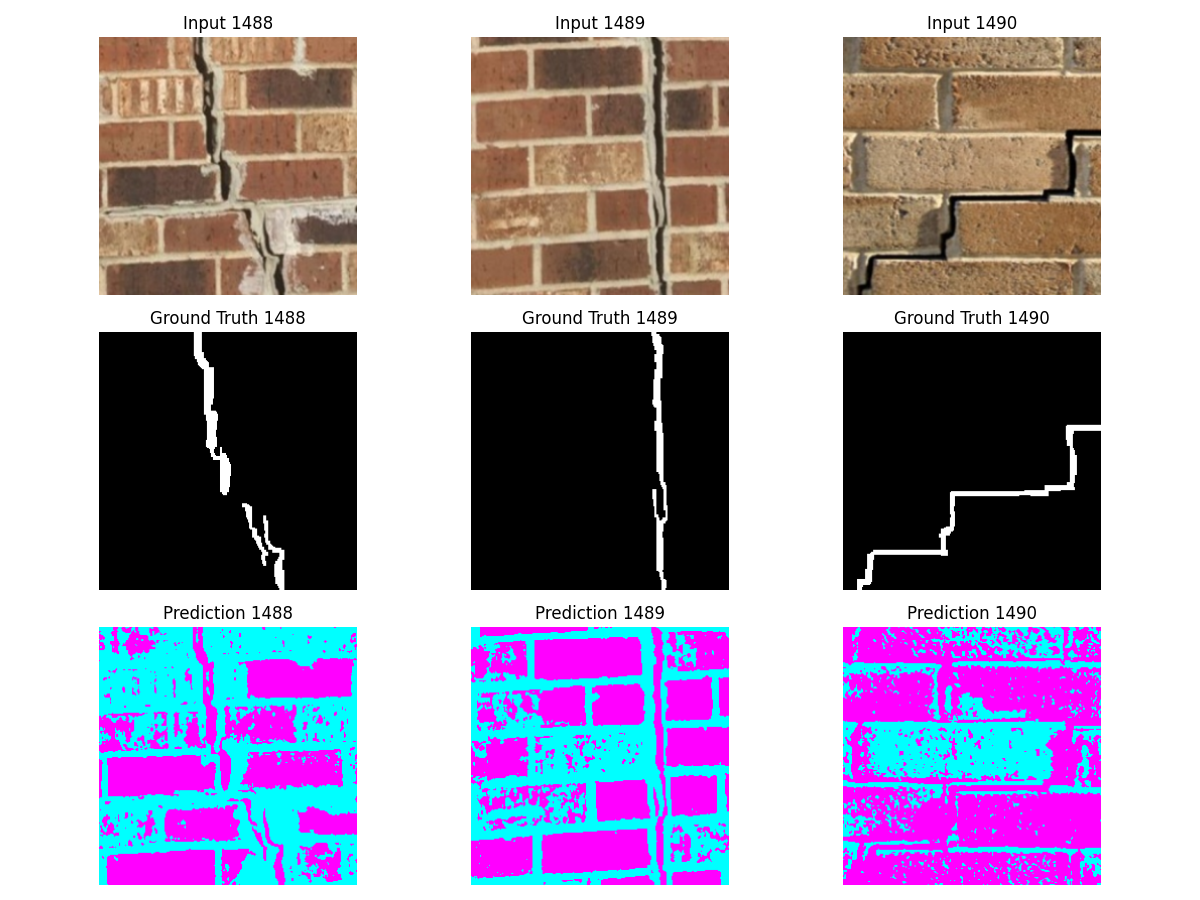 Input 1488
Input 1489
Input 1490
Ground Truth 1488
Ground Truth 1489
Ground Truth 1490
Prediction 1488
Prediction 1489
Prediction 1490